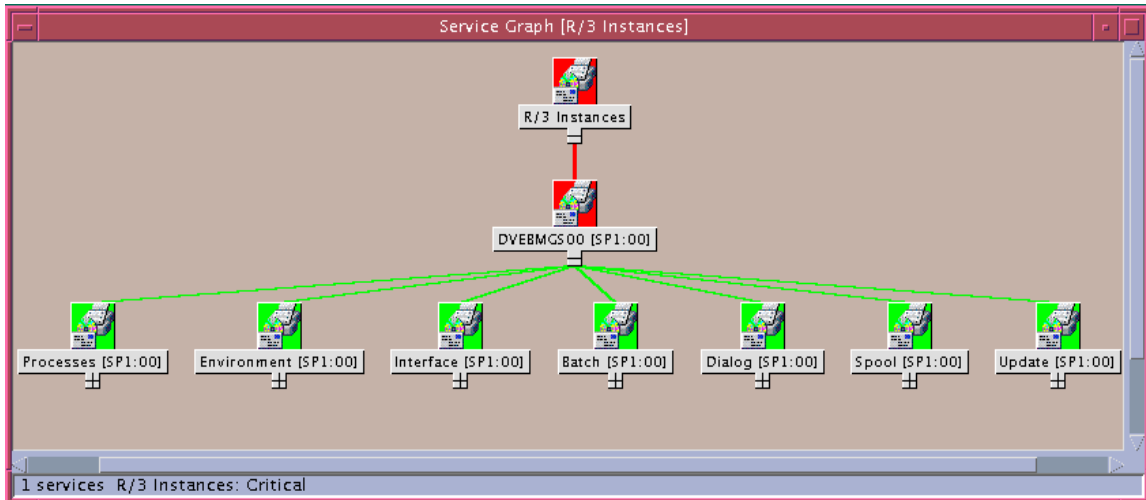 Service Graph [R/3 Instances]
R/3 Instances
DVEBMGS00 [SP1:00]
Processes [SP1:00]
Environment [SP1:00]
Interface [SP1:00]
Batch [SP1:00]
Dialog [SP1:00]
Spool [SP1:00]
Update [SP1:00]
1 services R/3 Instances: Critical